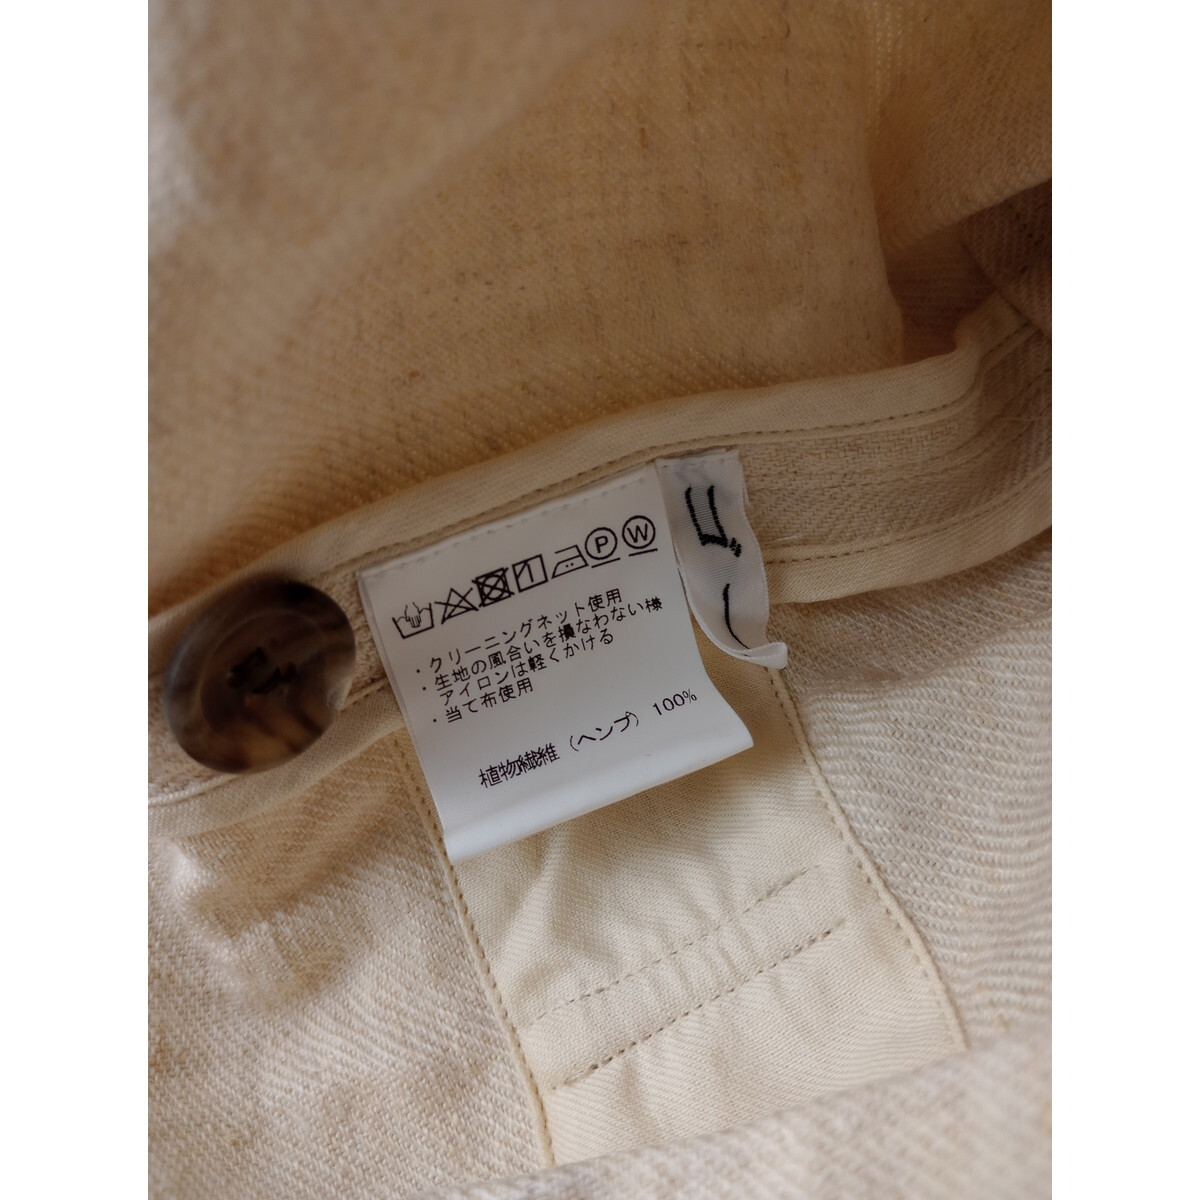 P W
・クリーニングネット使用
・生地の風合いを損なわない様
アイロンは軽くかける
・当て布使用
植物繊維（ヘンプ）100%